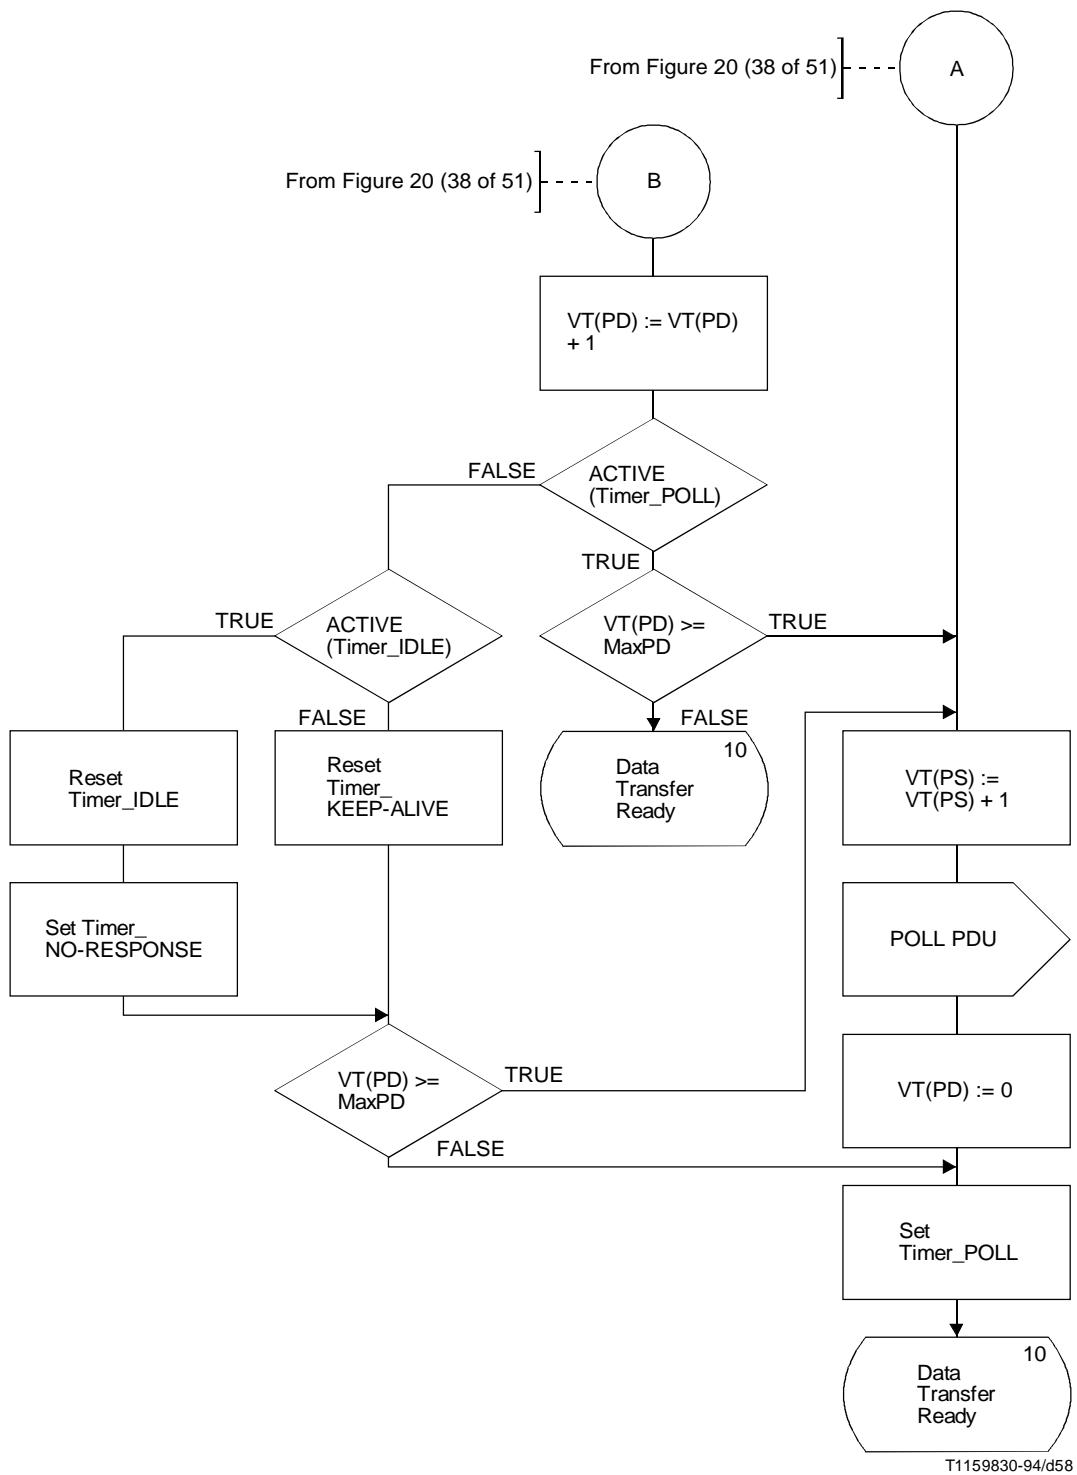 From Figure 20 (38 of 51)
A
From Figure 20 (38 of 51)
B
VT(PD) := VT(PD)
+ 1
FALSE
ACTIVE
(Timer_POLL)
TRUE
TRUE
ACTIVE
(Timer_IDLE)
VT(PD) >=
MaxPD
TRUE
FALSE
FALSE
Reset
Timer_IDLE
Reset
Timer_
KEEP-ALIVE
10
Data
Transfer
Ready
VT(PS) :=
VT(PS) + 1
Set Timer_
NO-RESPONSE
POLL PDU
VT(PD) >=
MaxPD
TRUE
VT(PD) := 0
FALSE
Set
Timer_POLL
10
Data
Transfer
Ready
T1159830-94/d58